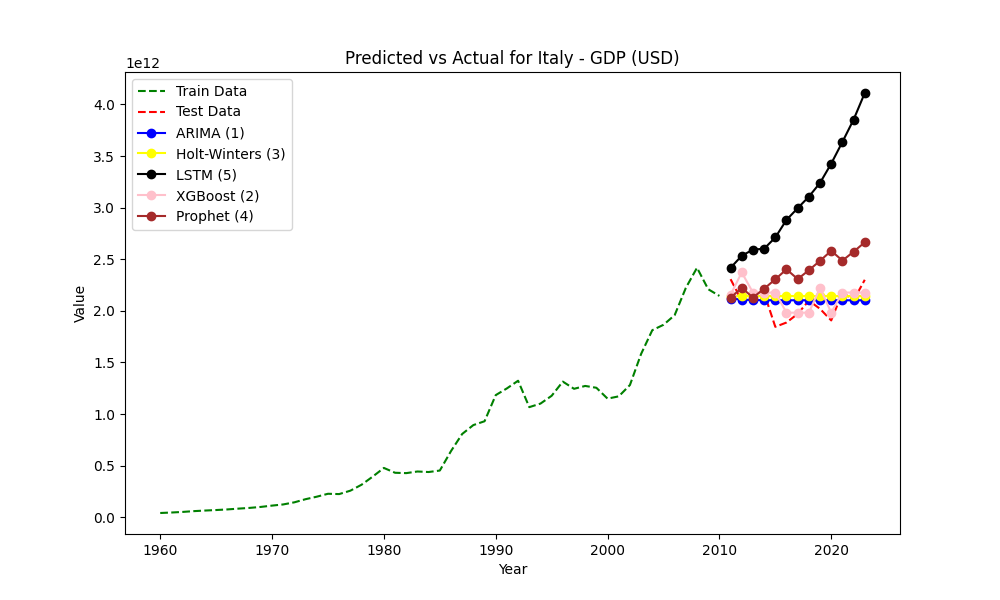 Predicted vs Actual for Italy - GDP (USD)
1e12
Train Data
Test Data
ARIMA (1)
Holt-Winters (3)
LSTM (5)
XGBoost (2)
Prophet (4)
4.0
3.5
3.0
2.5
2.0
1.5
1.0
0.5
0.0
Value
1960 1970 1980 1990 2000 2010 2020
Year